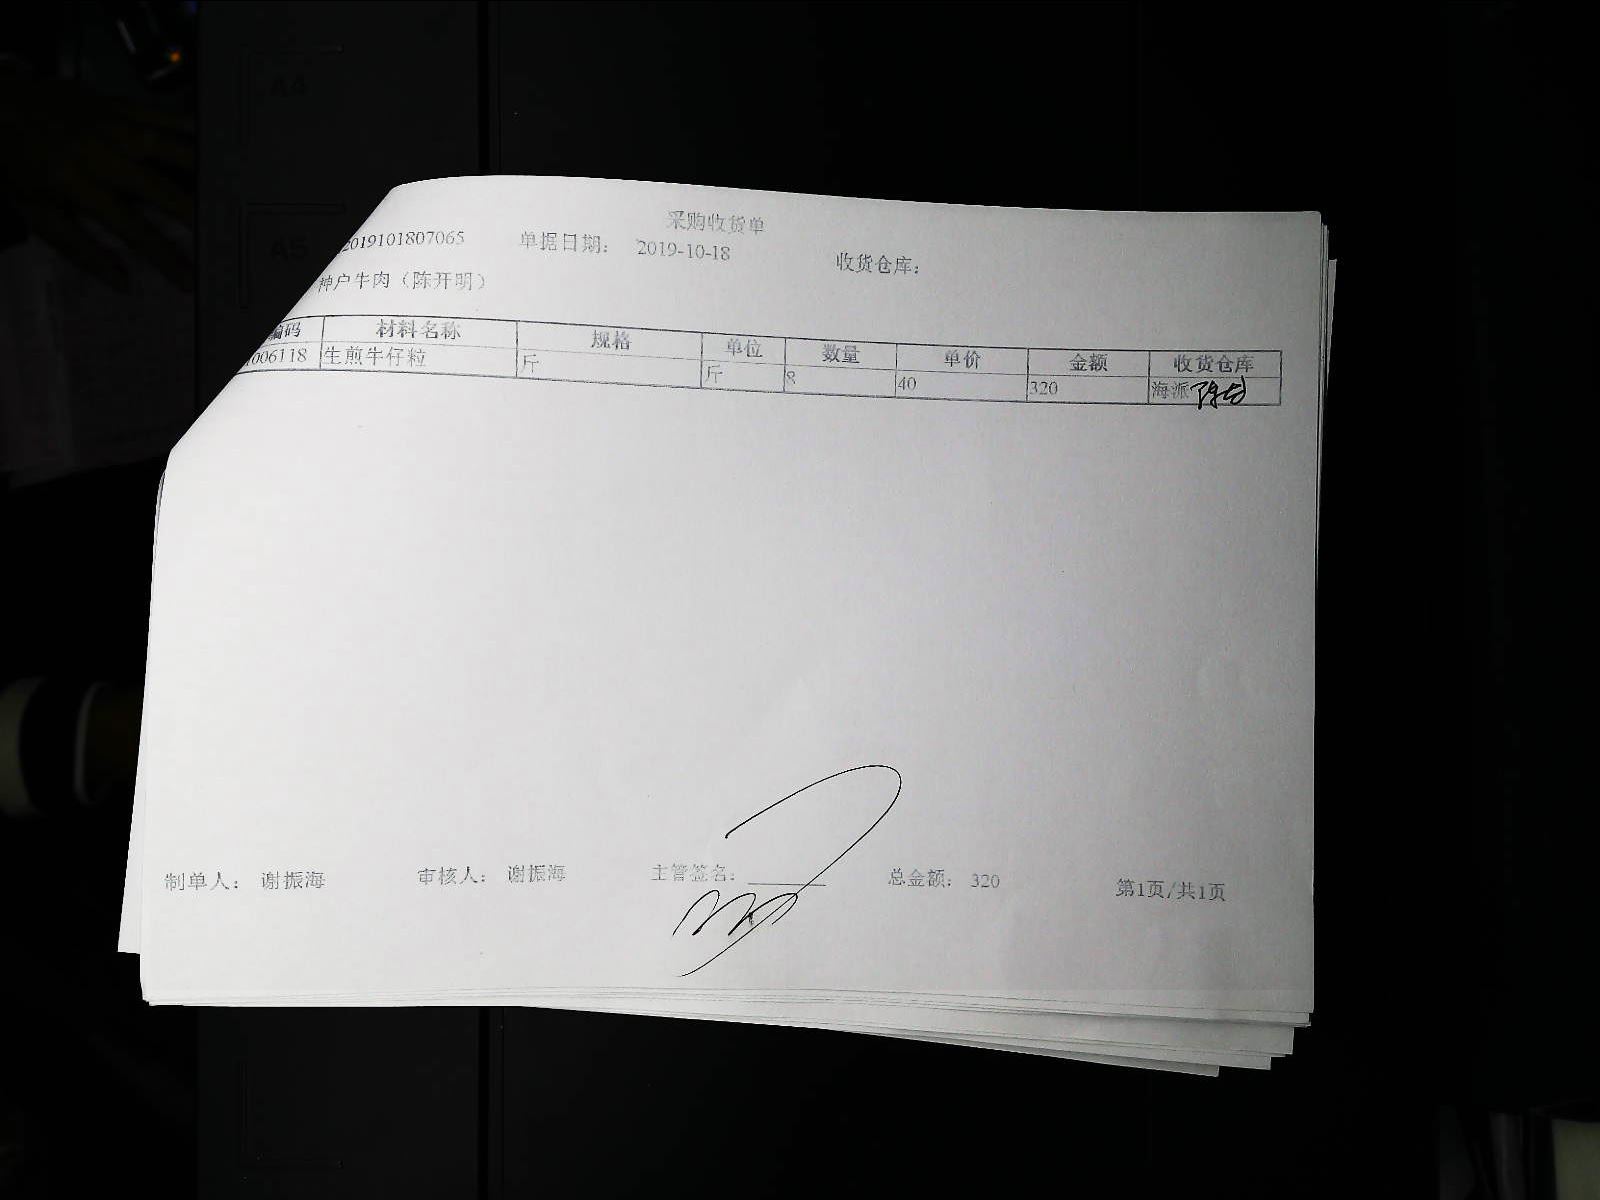 采购收货单
2019101807065 单据日期： 2019-10-18 收货仓库：
神户牛肉（陈开明）
编码 材料名称 规格 单位 数量 单价 金额 收货仓库
006118 生煎牛仔粒 斤 斤 8 40 320 海派
制单人： 谢振海 审核人： 谢振海 主管签名： 总金额： 320 第1页/共1页